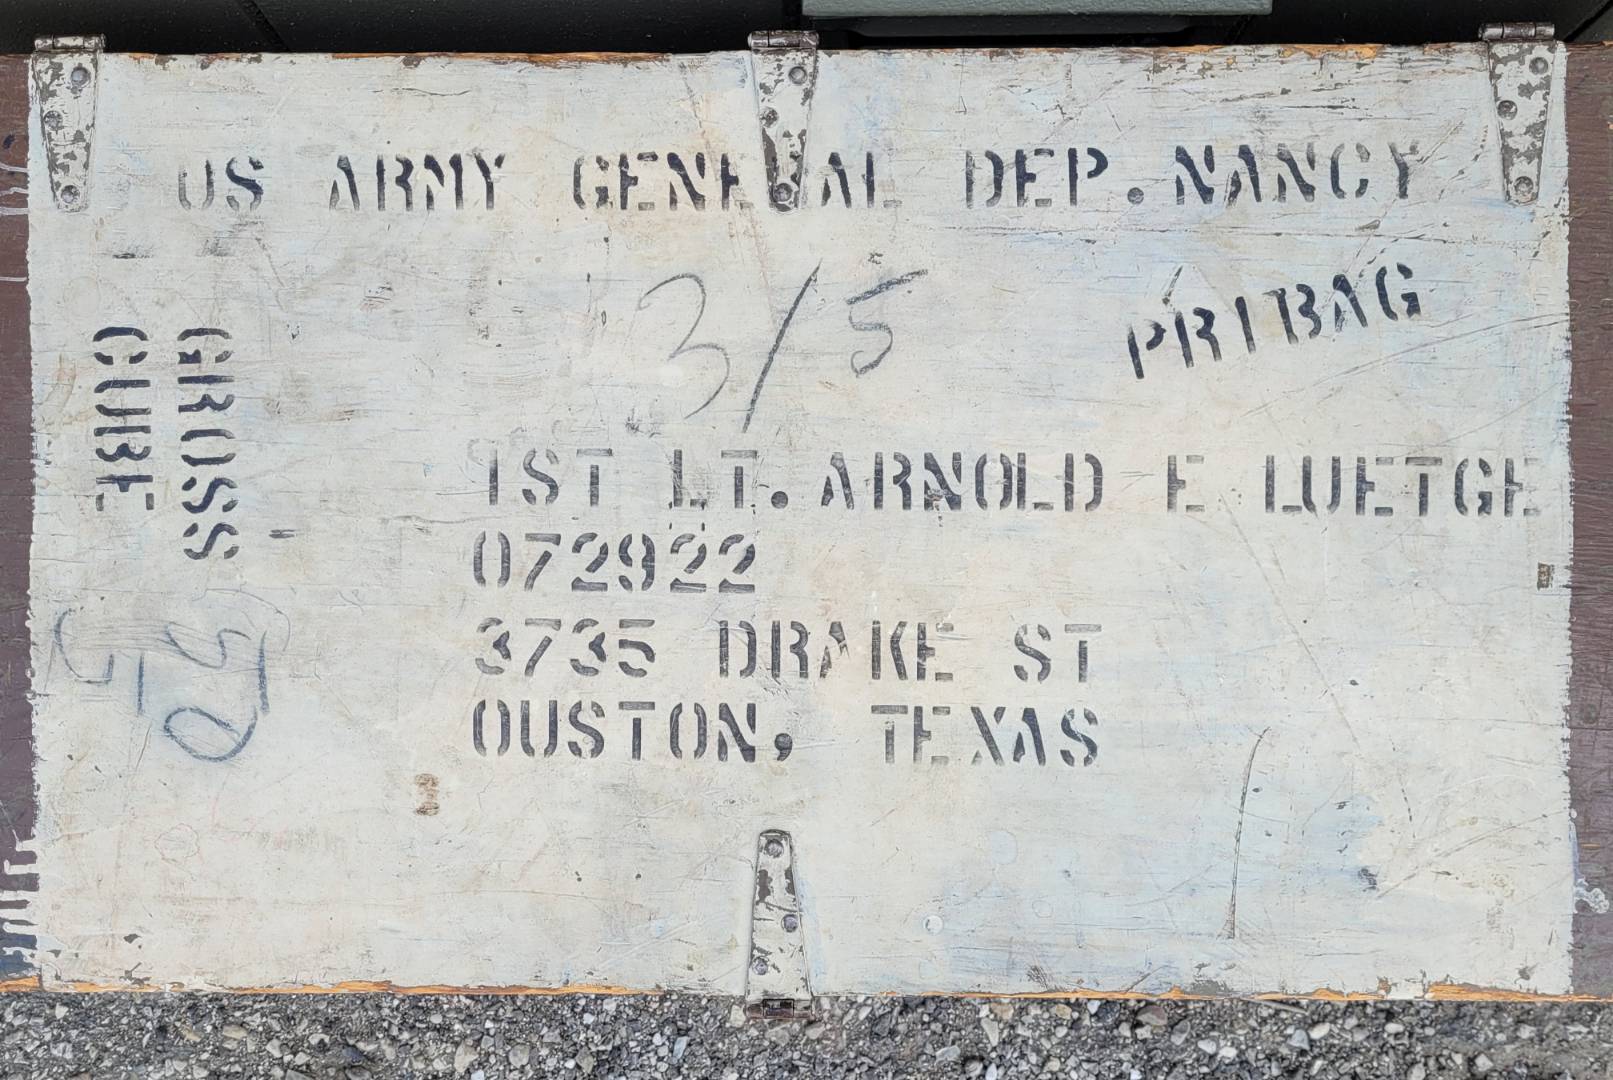 US ARMY GENERAL DEP. NANCY
PRIBAG
3/5
CUBE
GROSS
1ST LT. ARNOLD E LUETGE
072922
3735 DRAKE ST
OUSTON, TEXAS